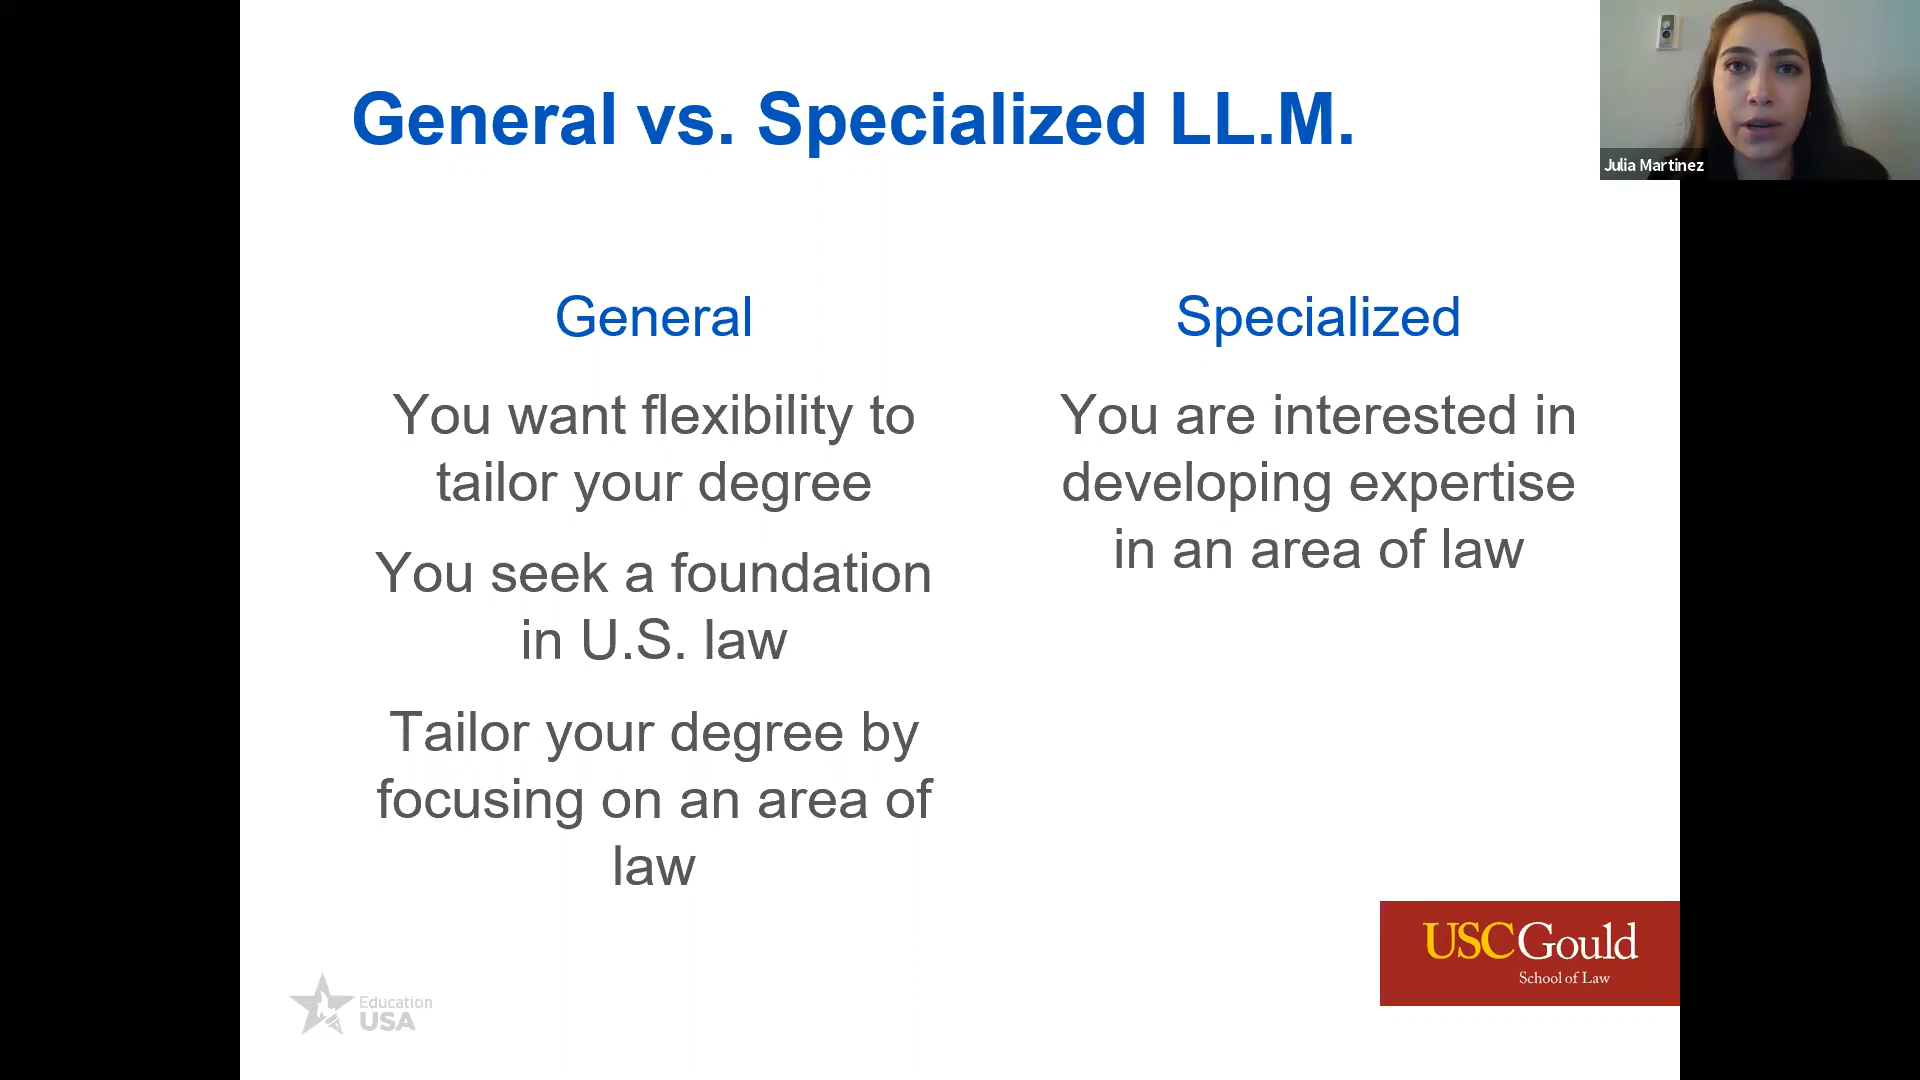 General vs. Specialized LL.M.
Julia Martinez
General
You want flexibility to
tailor your degree
You seek a foundation
in U.S. law
Tailor your degree by
focusing on an area of
law
Specialized
You are interested in
developing expertise
in an area of law
USC Gould
School of Law
Education
USA